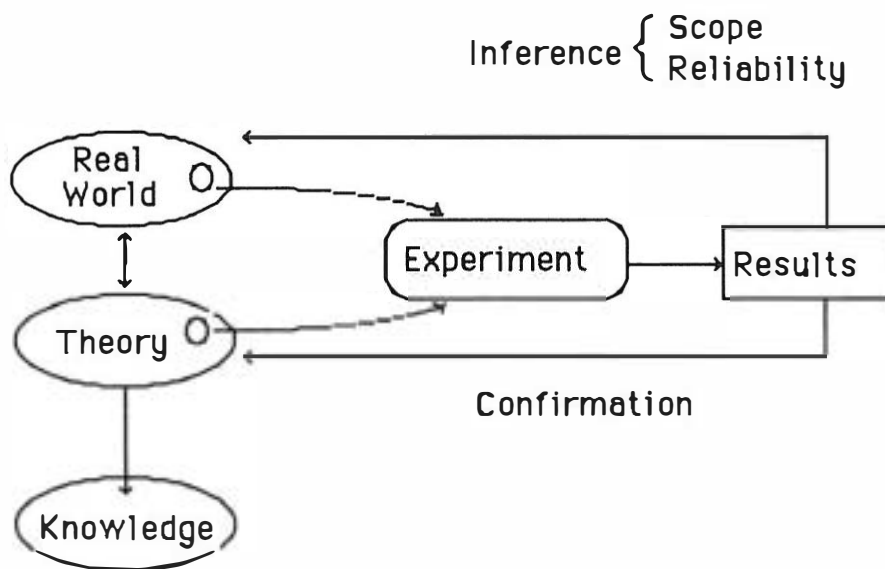 Inference { Scope
Reliability
Real
World
Experiment
Results
Theory
Confirmation
Knowledge